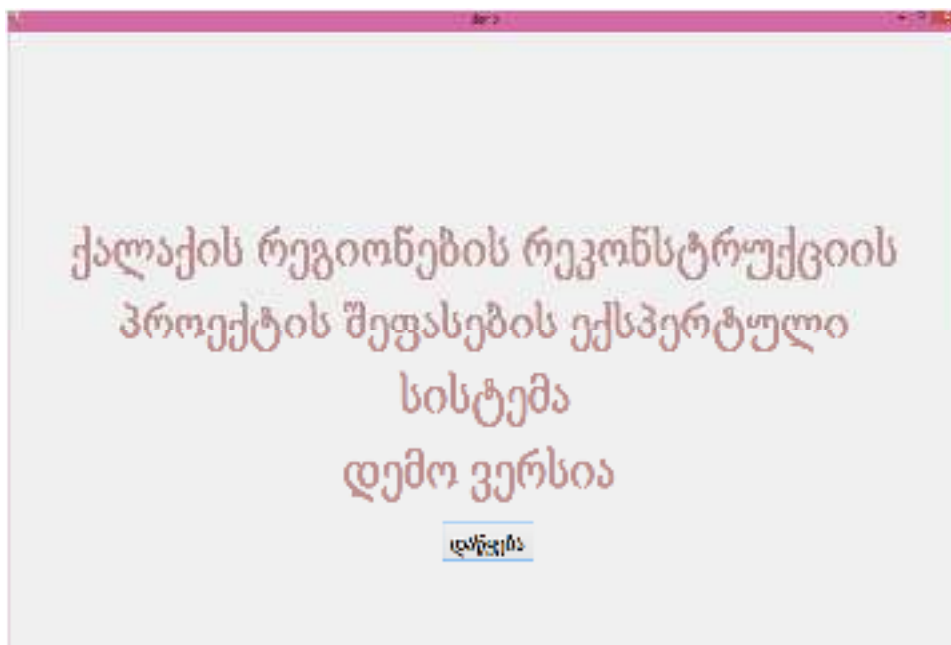 ქალაქის რეგიონების რეკონსტრუქციის
პროექტის შეფასების ექსპერტული
სისტემა
დემო ვერსია
დაწყება